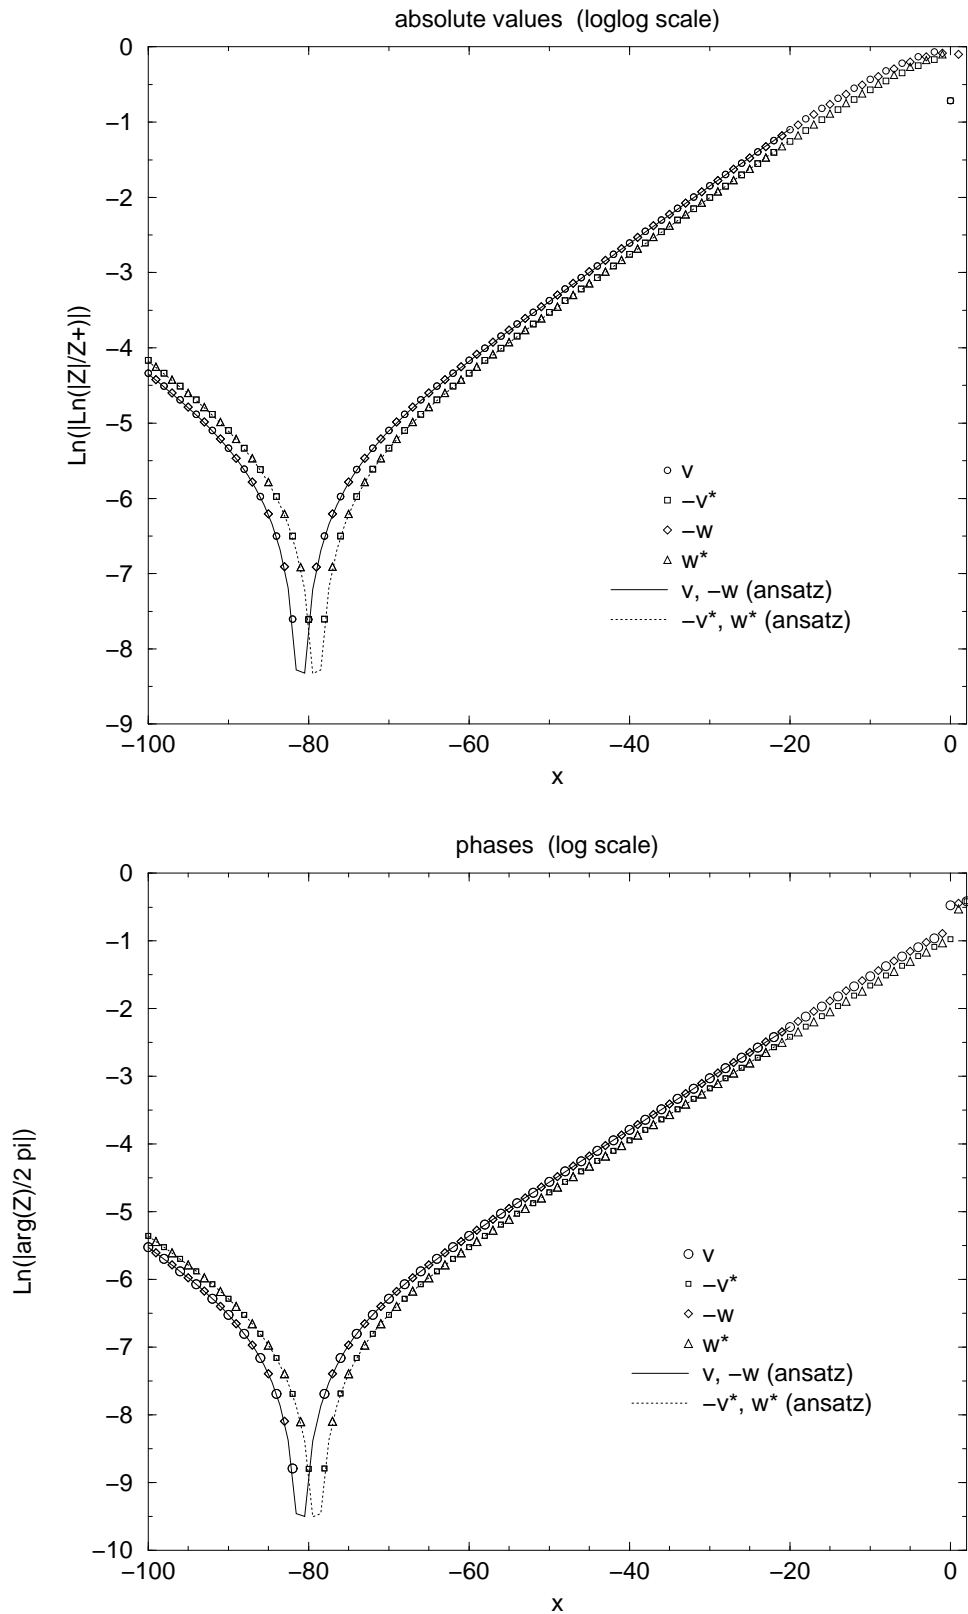 absolute values (loglog scale)
0
−1
−2
−3
−4
−5
−6
−7
−8
−9
Ln(|Ln(|Z|/Z+)|)
v
−v*
−w
w*
v, −w (ansatz)
−v*, w* (ansatz)
−100 −80 −60 −40 −20 0
x
phases (log scale)
0
−1
−2
−3
−4
−5
−6
−7
−8
−9
−10
Ln(|arg(Z)/2 pi|)
v
−v*
−w
w*
v, −w (ansatz)
−v*, w* (ansatz)
−100 −80 −60 −40 −20 0
x